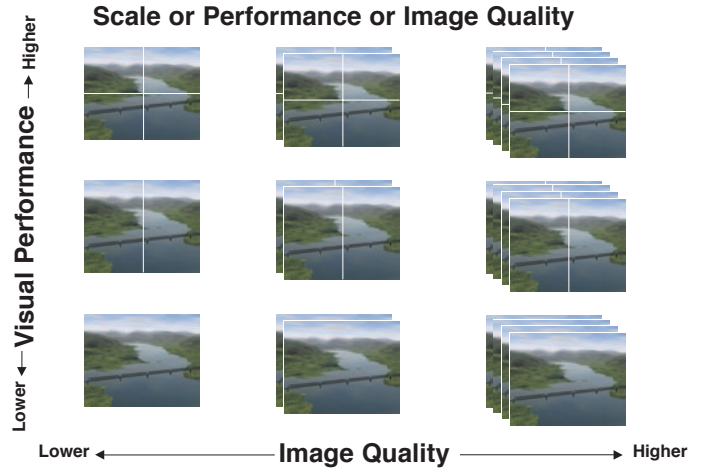 Scale or Performance or Image Quality
Higher
Visual Performance
Lower
Lower
Image Quality
Higher